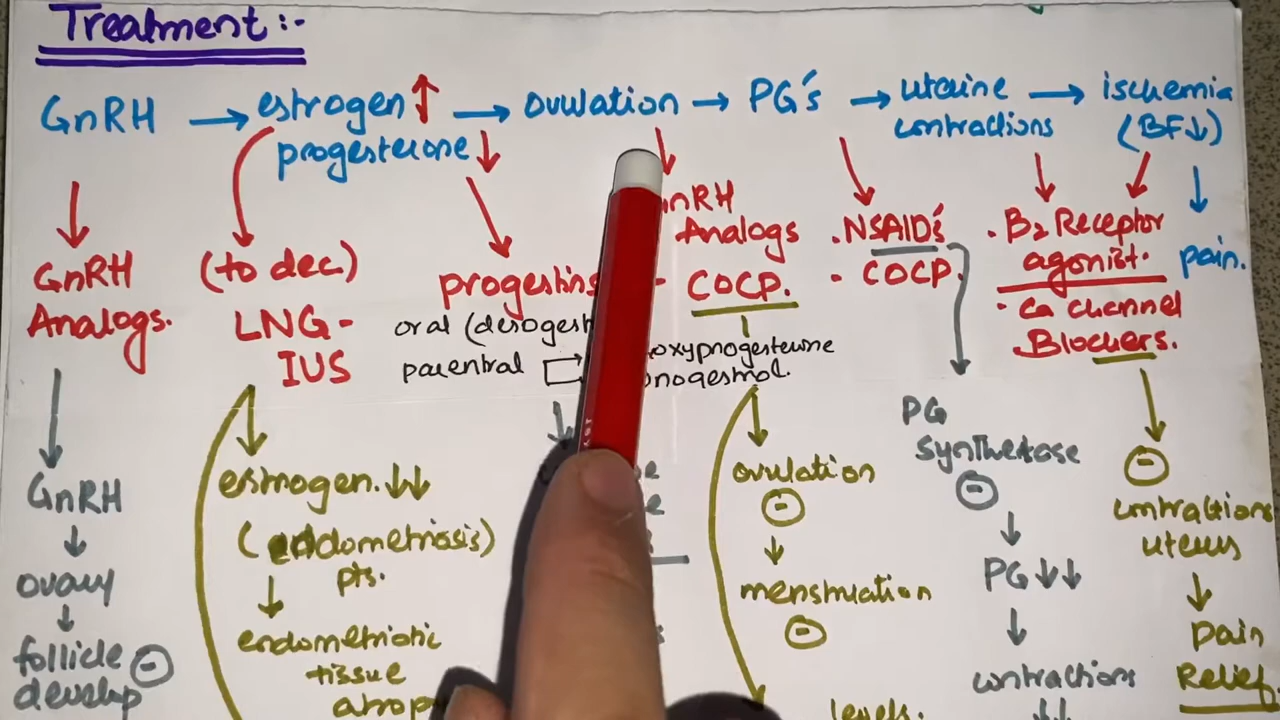 Treatment:-
GnRH → estrogen ↑ → ovulation → PG's → uterine contractions → ischemia (BF↓)
progesterone ↓
↓ pain.
GnRH
Analogs.
(to dec)
LNG-
IUS
progestins
oral
parentral
GnRH
Analogs
- COCP.
. NSAID's
- COCP.
. B2 Receptor
agonist.
- Ca channel
Blockers.
GnRH
↓
ovary
↓
follicle ⊖
develop
estrogen. ↓↓
(endometriosis)
pts.
↓
endometriotic
tissue
ovulation
⊖
↓
menstruation
⊖
levels.
PG
synthetase
⊖
↓
PG ↓↓
↓
contractions
↓↓
⊖
contractions
uterus
↓
pain
Relief.